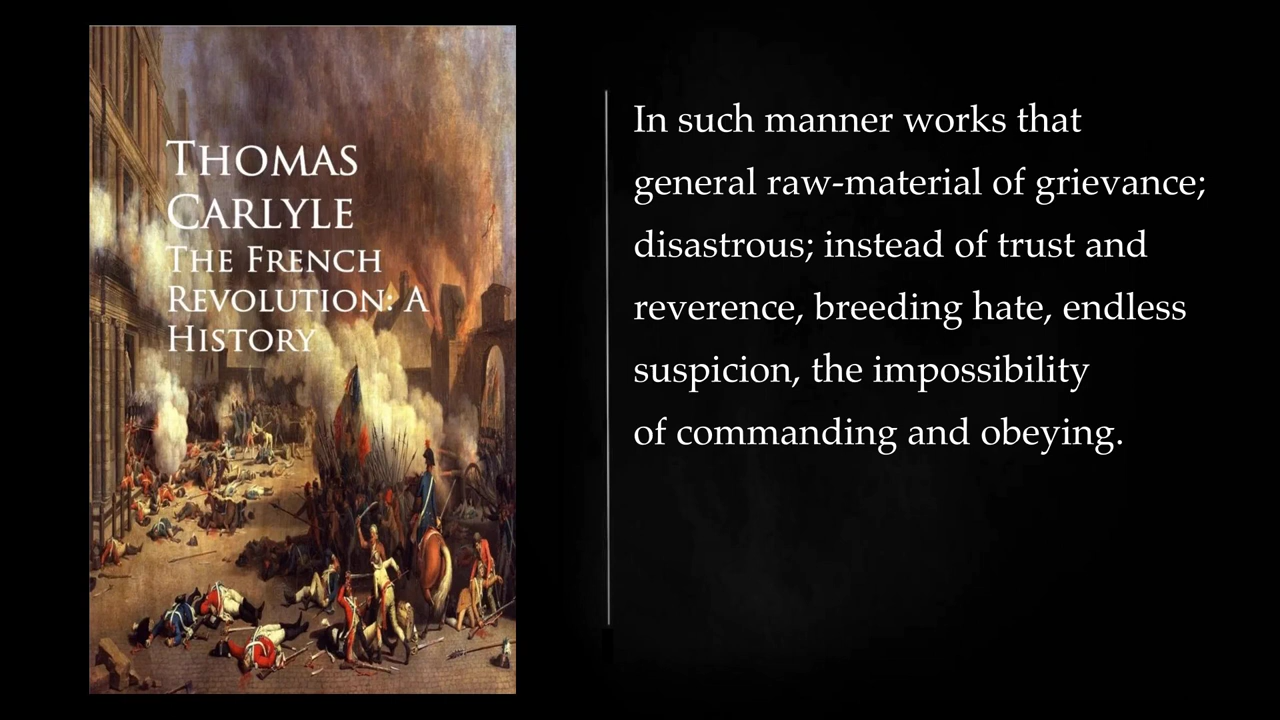 THOMAS
CARLYLE
THE FRENCH
REVOLUTION: A
HISTORY
In such manner works that
general raw-material of grievance;
disastrous; instead of trust and
reverence, breeding hate, endless
suspicion, the impossibility
of commanding and obeying.